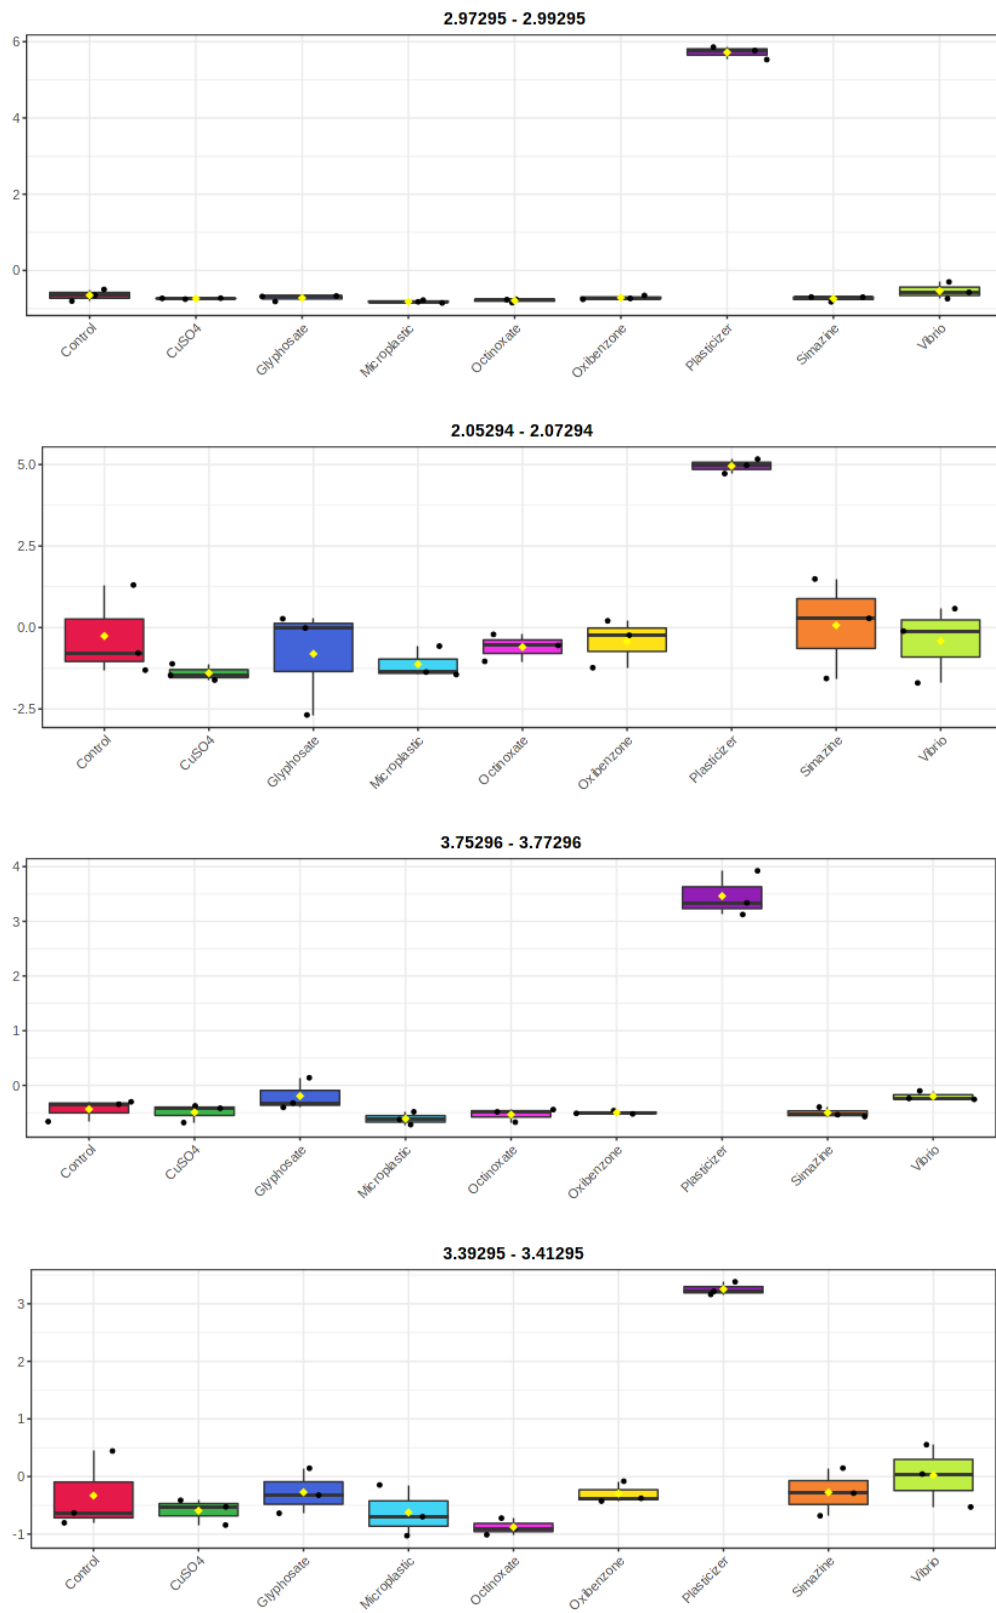 2.97295 - 2.99295
6
4
2
0
Control
CuSO4
Glyphosate
Microplastic
Octinoxate
Oxibenzone
Plasticizer
Simazine
Vibrio
2.05294 - 2.07294
5.0
2.5
0.0
-2.5
Control
CuSO4
Glyphosate
Microplastic
Octinoxate
Oxibenzone
Plasticizer
Simazine
Vibrio
3.75296 - 3.77296
4
3
2
1
0
Control
CuSO4
Glyphosate
Microplastic
Octinoxate
Oxibenzone
Plasticizer
Simazine
Vibrio
3.39295 - 3.41295
3
2
1
0
-1
Control
CuSO4
Glyphosate
Microplastic
Octinoxate
Oxibenzone
Plasticizer
Simazine
Vibrio